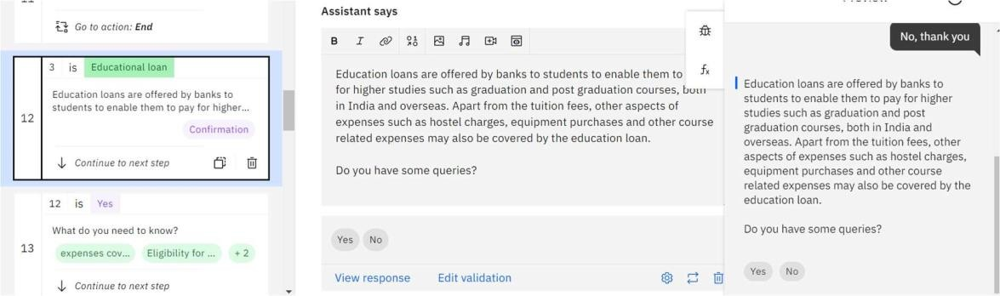 Go to action: End
3 is Educational loan
Education loans are offered by banks to
students to enable them to pay for higher...
12
Confirmation
Continue to next step
12 is Yes
What do you need to know?
13
expenses cov... Eligibility for ... + 2
Continue to next step
Assistant says
B I
Education loans are offered by banks to students to enable them to
for higher studies such as graduation and post graduation courses, both
in India and overseas. Apart from the tuition fees, other aspects of
expenses such as hostel charges, equipment purchases and other course
related expenses may also be covered by the education loan.
Do you have some queries?
Yes No
View response Edit validation
fx
No, thank you
Education loans are offered by banks to
students to enable them to pay for higher
studies such as graduation and post
graduation courses, both in India and
overseas. Apart from the tuition fees, other
aspects of expenses such as hostel charges,
equipment purchases and other course
related expenses may also be covered by the
education loan.
Do you have some queries?
Yes No